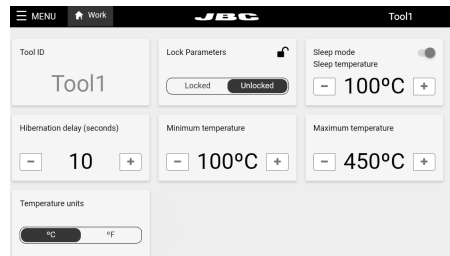 MENU Work JBC Tool1
Tool ID
Tool1
Lock Parameters
Locked Unlocked
Sleep mode
Sleep temperature
- 100ºC +
Hibernation delay (seconds)
- 10 +
Minimum temperature
- 100ºC +
Maximum temperature
- 450ºC +
Temperature units
ºC ºF